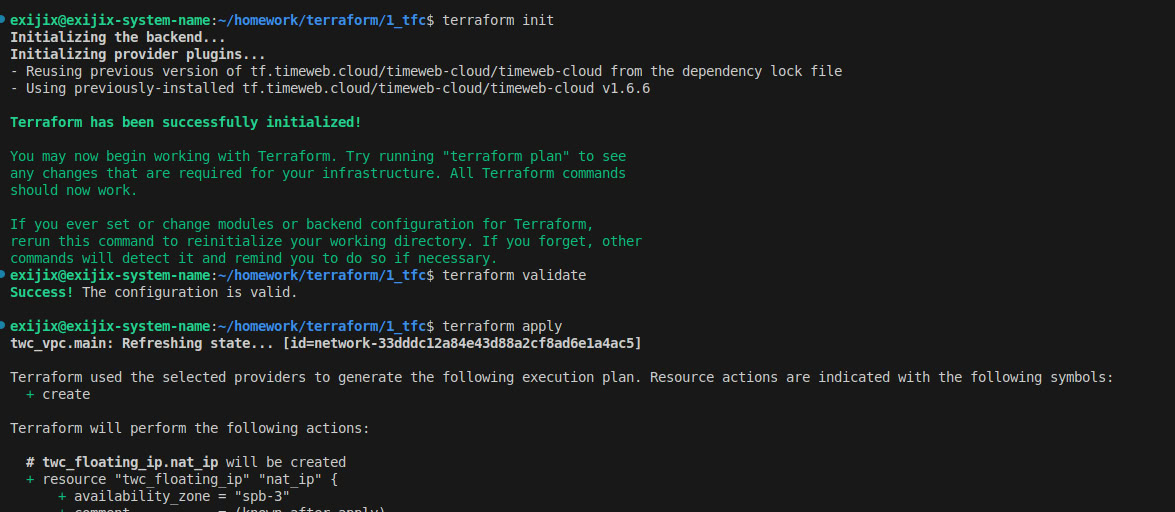 exijix@exijix-system-name:~/homework/terraform/1_tfc$ terraform init
Initializing the backend...
Initializing provider plugins...
- Reusing previous version of tf.timeweb.cloud/timeweb-cloud/timeweb-cloud from the dependency lock file
- Using previously-installed tf.timeweb.cloud/timeweb-cloud/timeweb-cloud v1.6.6
Terraform has been successfully initialized!
You may now begin working with Terraform. Try running "terraform plan" to see
any changes that are required for your infrastructure. All Terraform commands
should now work.
If you ever set or change modules or backend configuration for Terraform,
rerun this command to reinitialize your working directory. If you forget, other
commands will detect it and remind you to do so if necessary.
exijix@exijix-system-name:~/homework/terraform/1_tfc$ terraform validate
Success! The configuration is valid.
exijix@exijix-system-name:~/homework/terraform/1_tfc$ terraform apply
twc_vpc.main: Refreshing state... [id=network-33dddc12a84e43d88a2cf8ad6e1a4ac5]
Terraform used the selected providers to generate the following execution plan. Resource actions are indicated with the following symbols:
+ create
Terraform will perform the following actions:
# twc_floating_ip.nat_ip will be created
+ resource "twc_floating_ip" "nat_ip" {
+ availability_zone = "spb-3"
+ comment = (known after apply)